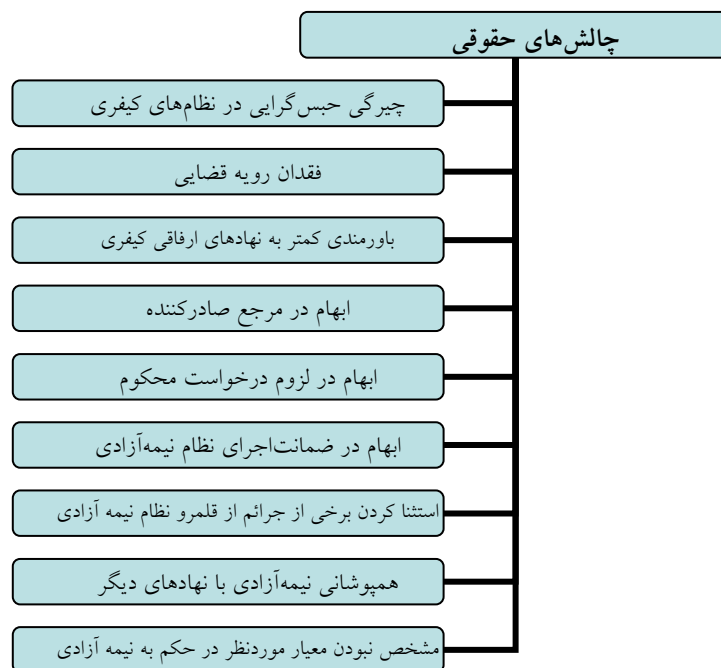 چالش‌های حقوقی
چیرگی حبس‌گرایی در نظام‌های کیفری
فقدان رویه قضایی
باورمندی کمتر به نهادهای ارفاقی کیفری
ابهام در مرجع صادرکننده
ابهام در لزوم درخواست محکوم
ابهام در ضمانت‌اجرای نظام نیمه‌آزادی
استثنا کردن برخی از جرائم از قلمرو نظام نیمه آزادی
همپوشانی نیمه‌آزادی با نهادهای دیگر
مشخص نبودن معیار موردنظر در حکم به نیمه آزادی